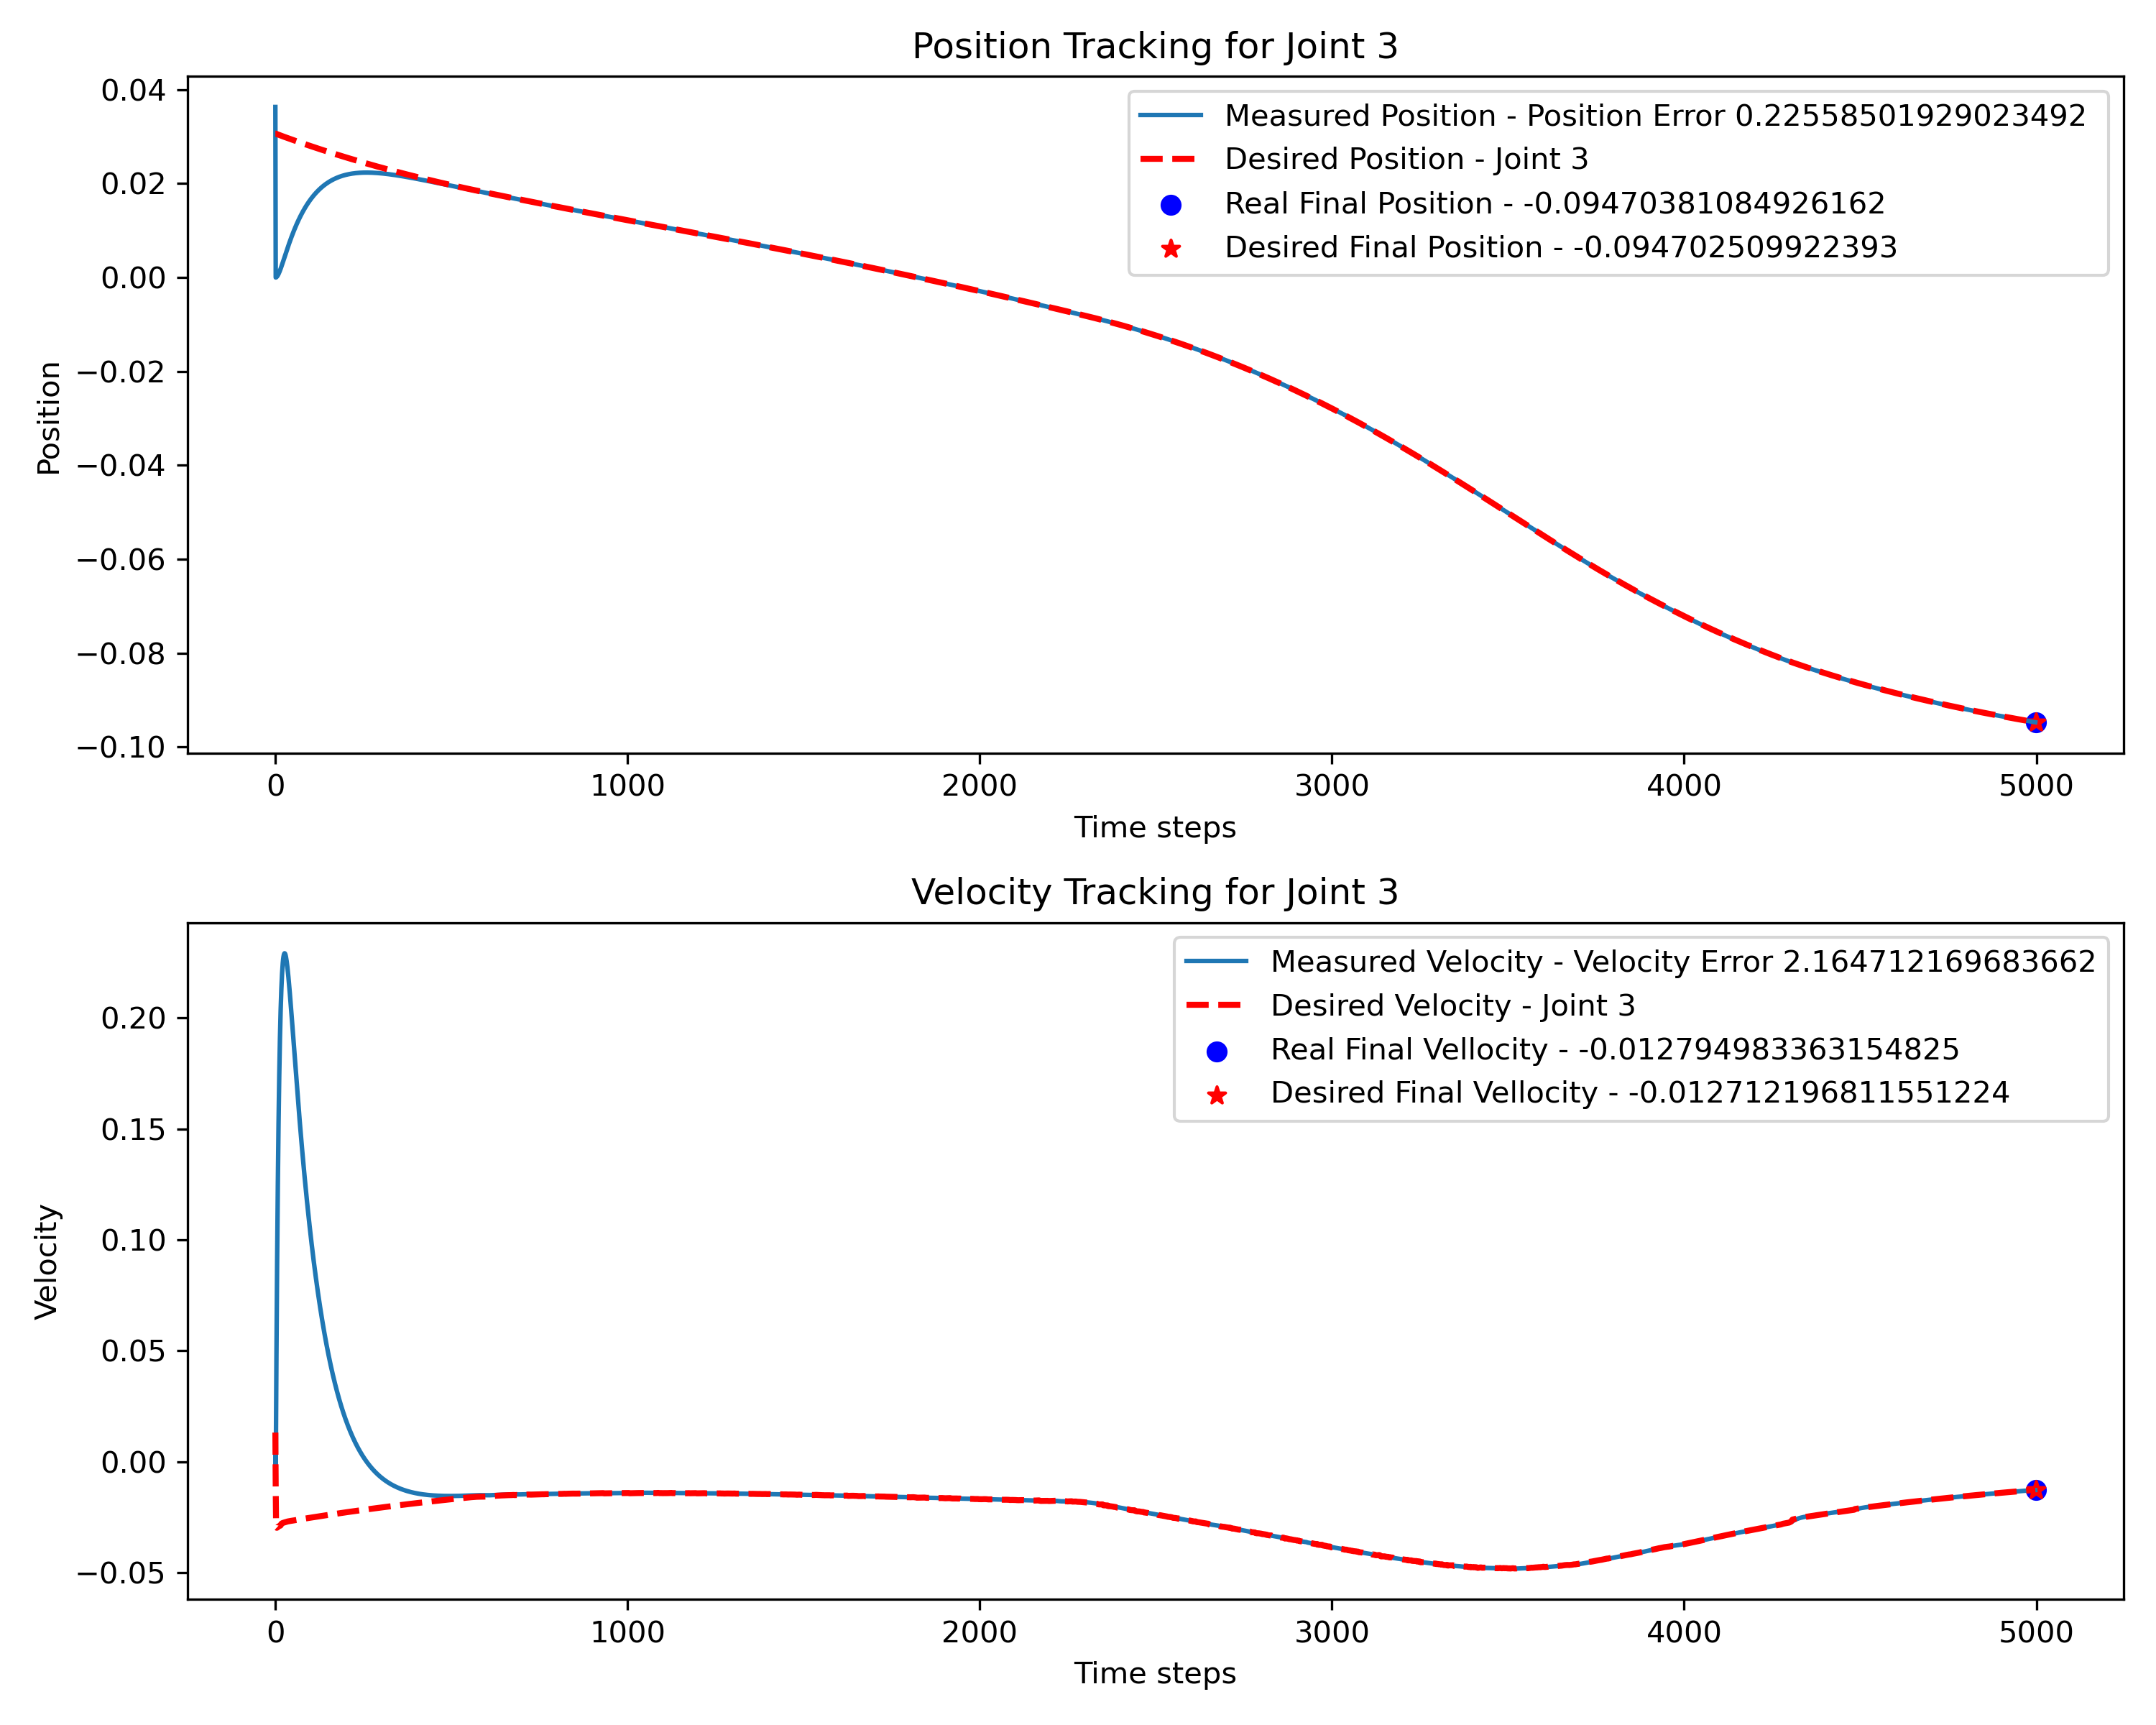 Position Tracking for Joint 3
0.04
0.02
0.00
−0.02
−0.04
−0.06
−0.08
−0.10
Position
Measured Position - Position Error 0.22558501929023492
Desired Position - Joint 3
Real Final Position - -0.09470381084926162
Desired Final Position - -0.094702509922393
0 1000 2000 3000 4000 5000
Time steps
Velocity Tracking for Joint 3
0.20
0.15
0.10
0.05
0.00
−0.05
Velocity
Measured Velocity - Velocity Error 2.164712169683662
Desired Velocity - Joint 3
Real Final Vellocity - -0.012794983363154825
Desired Final Vellocity - -0.012712196811551224
0 1000 2000 3000 4000 5000
Time steps